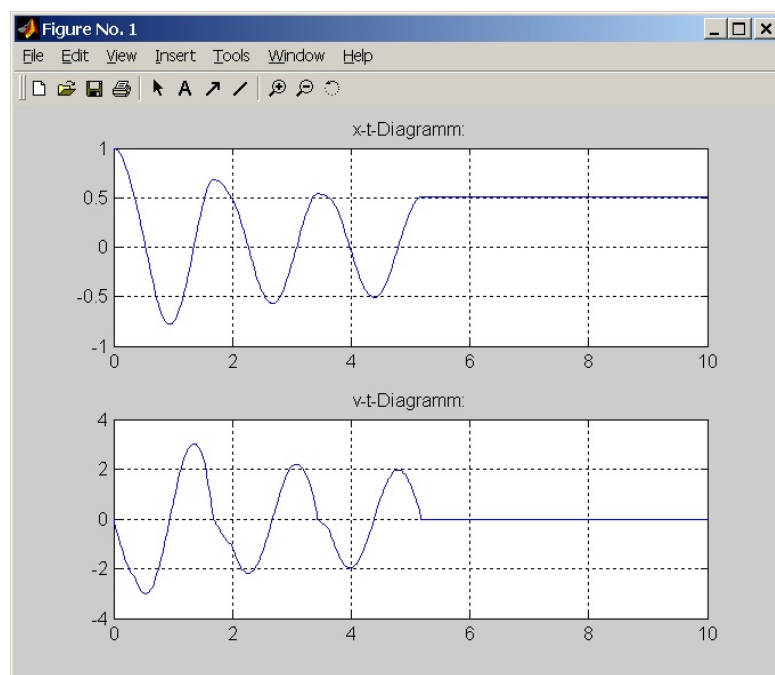 Figure No. 1
File Edit View Insert Tools Window Help
A
x-t-Diagramm:
1
0.5
0
-0.5
-1
0 2 4 6 8 10
v-t-Diagramm:
4
2
0
-2
-4
0 2 4 6 8 10